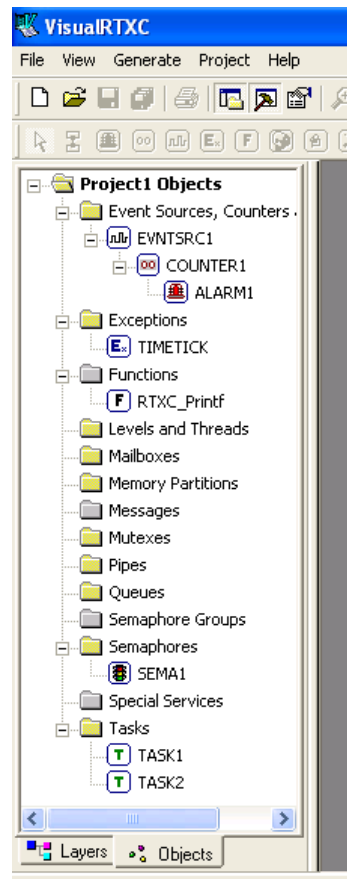 VisualRTXC
File View Generate Project Help
Ex F
Project1 Objects
Event Sources, Counters
EVNTSRC1
COUNTER1
ALARM1
Exceptions
Ex TIMETICK
Functions
F RTXC_Printf
Levels and Threads
Mailboxes
Memory Partitions
Messages
Mutexes
Pipes
Queues
Semaphore Groups
Semaphores
SEMA1
Special Services
Tasks
T TASK1
T TASK2
Layers Objects